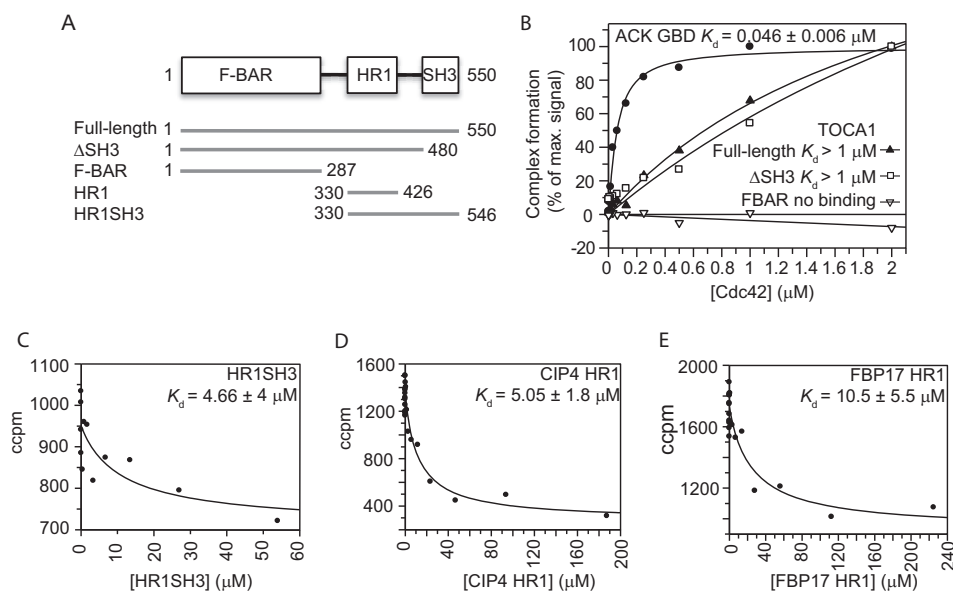 A
1 F-BAR HR1 SH3 550
Full-length 1 550
ΔSH3 1 480
F-BAR 1 287
HR1 330 426
HR1SH3 330 546
B
ACK GBD Kd = 0.046 ± 0.006 μM
TOCA1
Full-length Kd > 1 μM
ΔSH3 Kd > 1 μM
FBAR no binding
Complex formation
(% of max. signal)
100
80
60
40
20
0
-20
0 0.2 0.4 0.6 0.8 1 1.2 1.4 1.6 1.8 2
[Cdc42] (μM)
C
HR1SH3
Kd = 4.66 ± 4 μM
ccpm
1100
1000
900
800
700
0 10 20 30 40 50 60
[HR1SH3] (μM)
D
CIP4 HR1
Kd = 5.05 ± 1.8 μM
ccpm
1600
1200
800
400
0 40 80 120 160 200
[CIP4 HR1] (μM)
E
FBP17 HR1
Kd = 10.5 ± 5.5 μM
ccpm
2000
1600
1200
0 40 80 120 160 200 240
[FBP17 HR1] (μM)